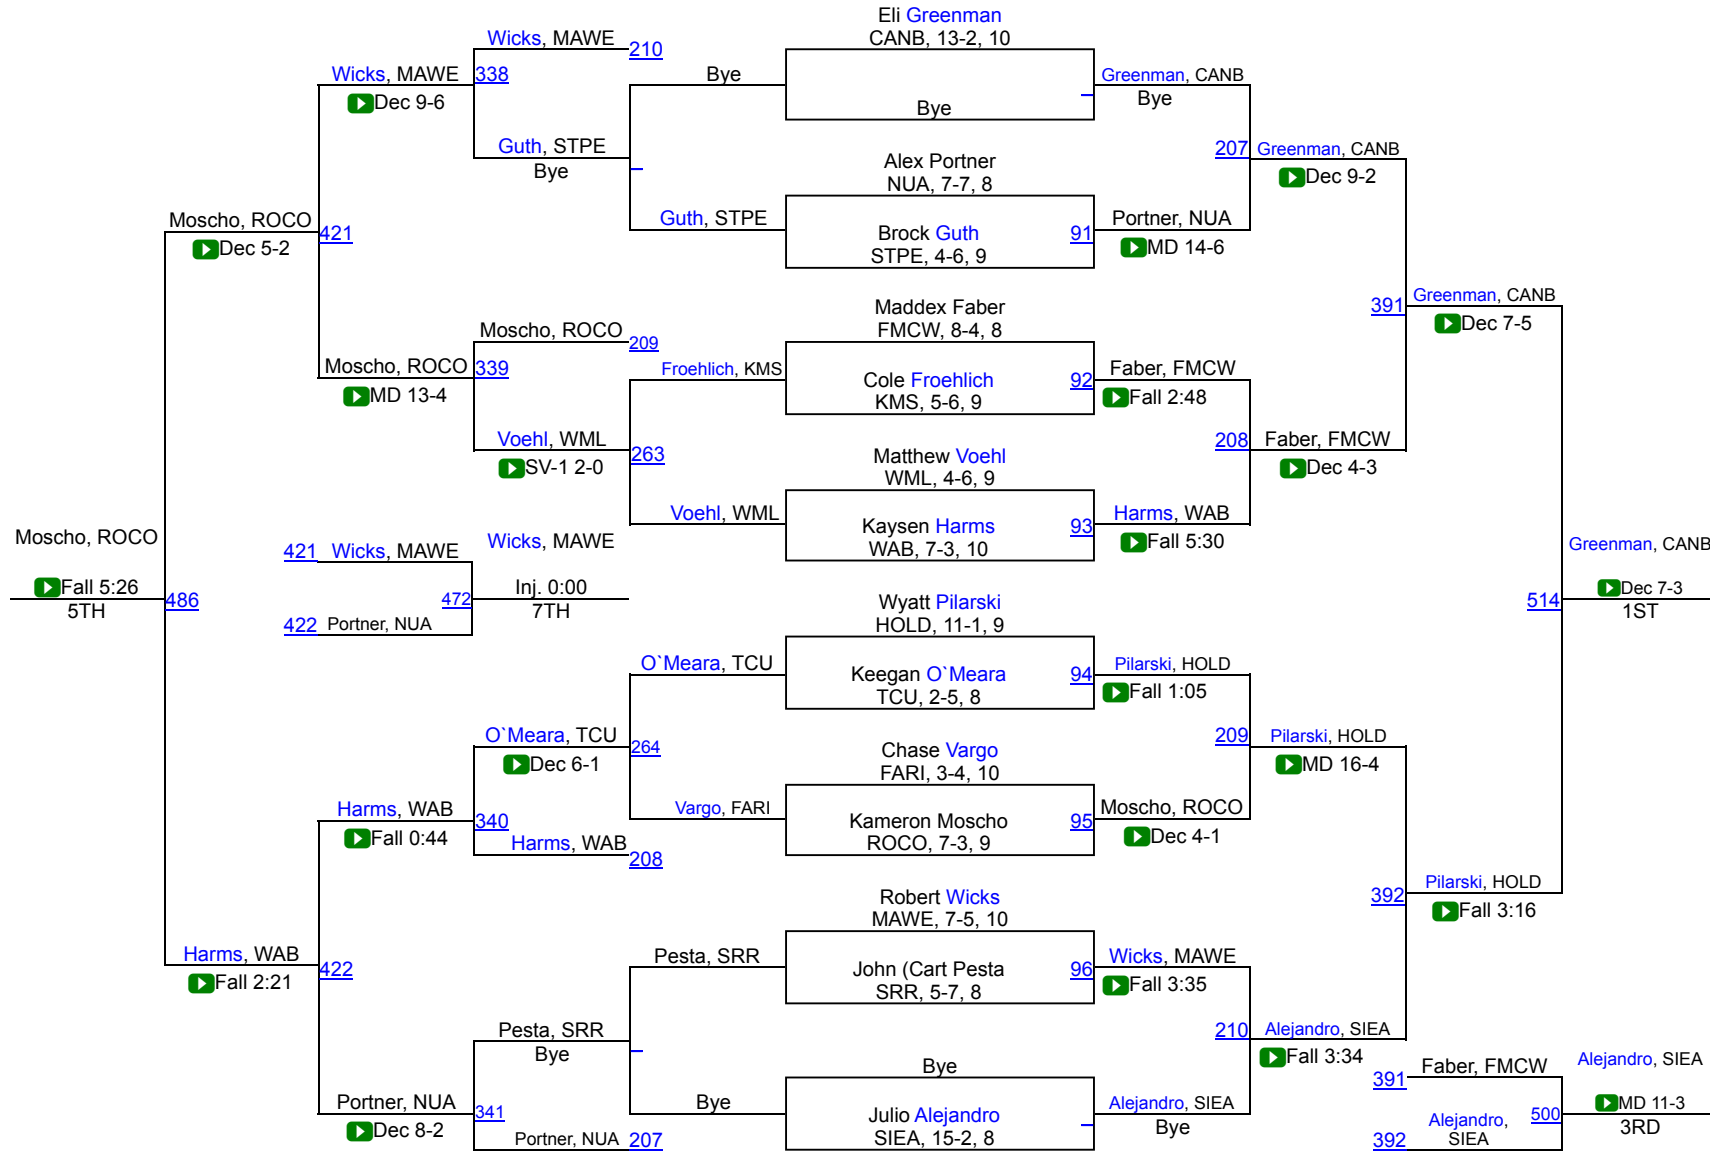 Eli Greenman
CANB, 13-2, 10
Wicks, MAWE
210
Wicks, MAWE
338
Bye
Greenman, CANB
Dec 9-6
Bye
Bye
Guth, STPE
Bye
207
Greenman, CANB
Alex Portner
NUA, 7-7, 8
Dec 9-2
Moscho, ROCO
Guth, STPE
Portner, NUA
421
Brock Guth
STPE, 4-6, 9
91
Dec 5-2
MD 14-6
391
Greenman, CANB
Maddex Faber
FMCW, 8-4, 8
Dec 7-5
Moscho, ROCO
209
Moscho, ROCO
339
Froehlich, KMS
Faber, FMCW
Cole Froehlich
KMS, 5-6, 9
92
MD 13-4
Fall 2:48
Voehl, WML
263
208
Faber, FMCW
Matthew Voehl
WML, 4-6, 9
SV-1 2-0
Dec 4-3
Voehl, WML
Harms, WAB
Kaysen Harms
WAB, 7-3, 10
93
Fall 5:30
Moscho, ROCO
Wicks, MAWE
Greenman, CANB
421
Wicks, MAWE
Fall 5:26
5TH
486
472
Inj. 0:00
7TH
Wyatt Pilarski
HOLD, 11-1, 9
514
Dec 7-3
1ST
422
Portner, NUA
O`Meara, TCU
Pilarski, HOLD
Keegan O`Meara
TCU, 2-5, 8
94
Fall 1:05
O`Meara, TCU
264
209
Pilarski, HOLD
Chase Vargo
FARI, 3-4, 10
Dec 6-1
MD 16-4
Harms, WAB
340
Vargo, FARI
Moscho, ROCO
Kameron Moscho
ROCO, 7-3, 9
95
Fall 0:44
Harms, WAB
208
Dec 4-1
392
Pilarski, HOLD
Robert Wicks
MAWE, 7-5, 10
Fall 3:16
Harms, WAB
422
Pesta, SRR
Wicks, MAWE
John (Cart Pesta
SRR, 5-7, 8
96
Fall 2:21
Fall 3:35
Pesta, SRR
Bye
210
Alejandro, SIEA
Fall 3:34
Bye
391
Faber, FMCW
Alejandro, SIEA
Portner, NUA
341
Bye
Alejandro, SIEA
Julio Alejandro
SIEA, 15-2, 8
Dec 8-2
Bye
500
MD 11-3
3RD
Portner, NUA
207
392
Alejandro,
SIEA